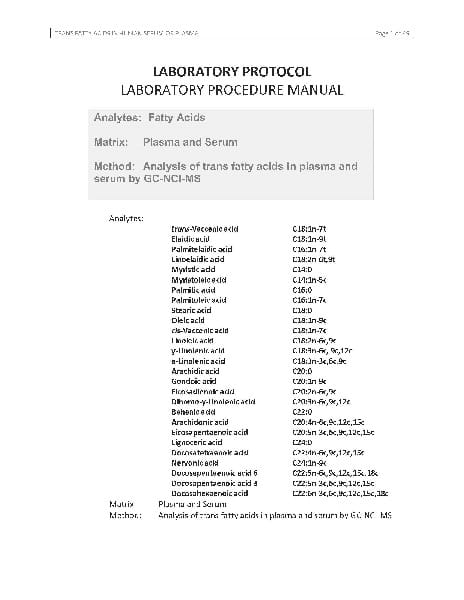 TRANS FATTY ACIDS IN HUMAN SERUM OR PLASMA Page 1 of 49
LABORATORY PROTOCOL
LABORATORY PROCEDURE MANUAL
Analytes: Fatty Acids
Matrix: Plasma and Serum
Method: Analysis of trans fatty acids in plasma and
serum by GC-NCI-MS
Analytes:
trans-Vaccenic acid C18:1n-7t
Elaidic acid C18:1n-9t
Palmitelaidic acid C16:1n-7t
Linoelaidic acid C18:2n-6t,9t
Myristic acid C14:0
Myristoleic acid C14:1n-5c
Palmitic acid C16:0
Palmitoleic acid C16:1n-7c
Stearic acid C18:0
Oleic acid C18:1n-9c
cis-Vaccenic acid C18:1n-7c
Linoleic acid C18:2n-6c,9c
γ-Linolenic acid C18:3n-6c, 9c,12c
α-Linolenic acid C18:3n-3c,6c,9c
Arachidic acid C20:0
Gondoic acid C20:1n-9c
Eicosadienoic acid C20:2n-6c,9c
Dihomo-γ-Linolenic acid C20:3n-6c,9c,12c
Behenic acid C22:0
Arachidonic acid C20:4n-6c,9c,12c,15c
Eicosapentaenoic acid C20:5n-3c,6c,9c,12c,15c
Lignoceric acid C24:0
Docosatetraenoic acid C22:4n-6c,9c,12c,15c
Nervonic acid C24:1n-9c
Docosapentaenoic acid 6 C22:5n-6c,9c,12c,15c,18c
Docosapentaenoic acid 3 C22:5n-3c,6c,9c,12c,15c
Docosahexaenoic acid C22:6n-3c,6c,9c,12c,15c,18c
Matrix Plasma and Serum
Method: Analysis of trans fatty acids in plasma and serum by GC-NCI-MS